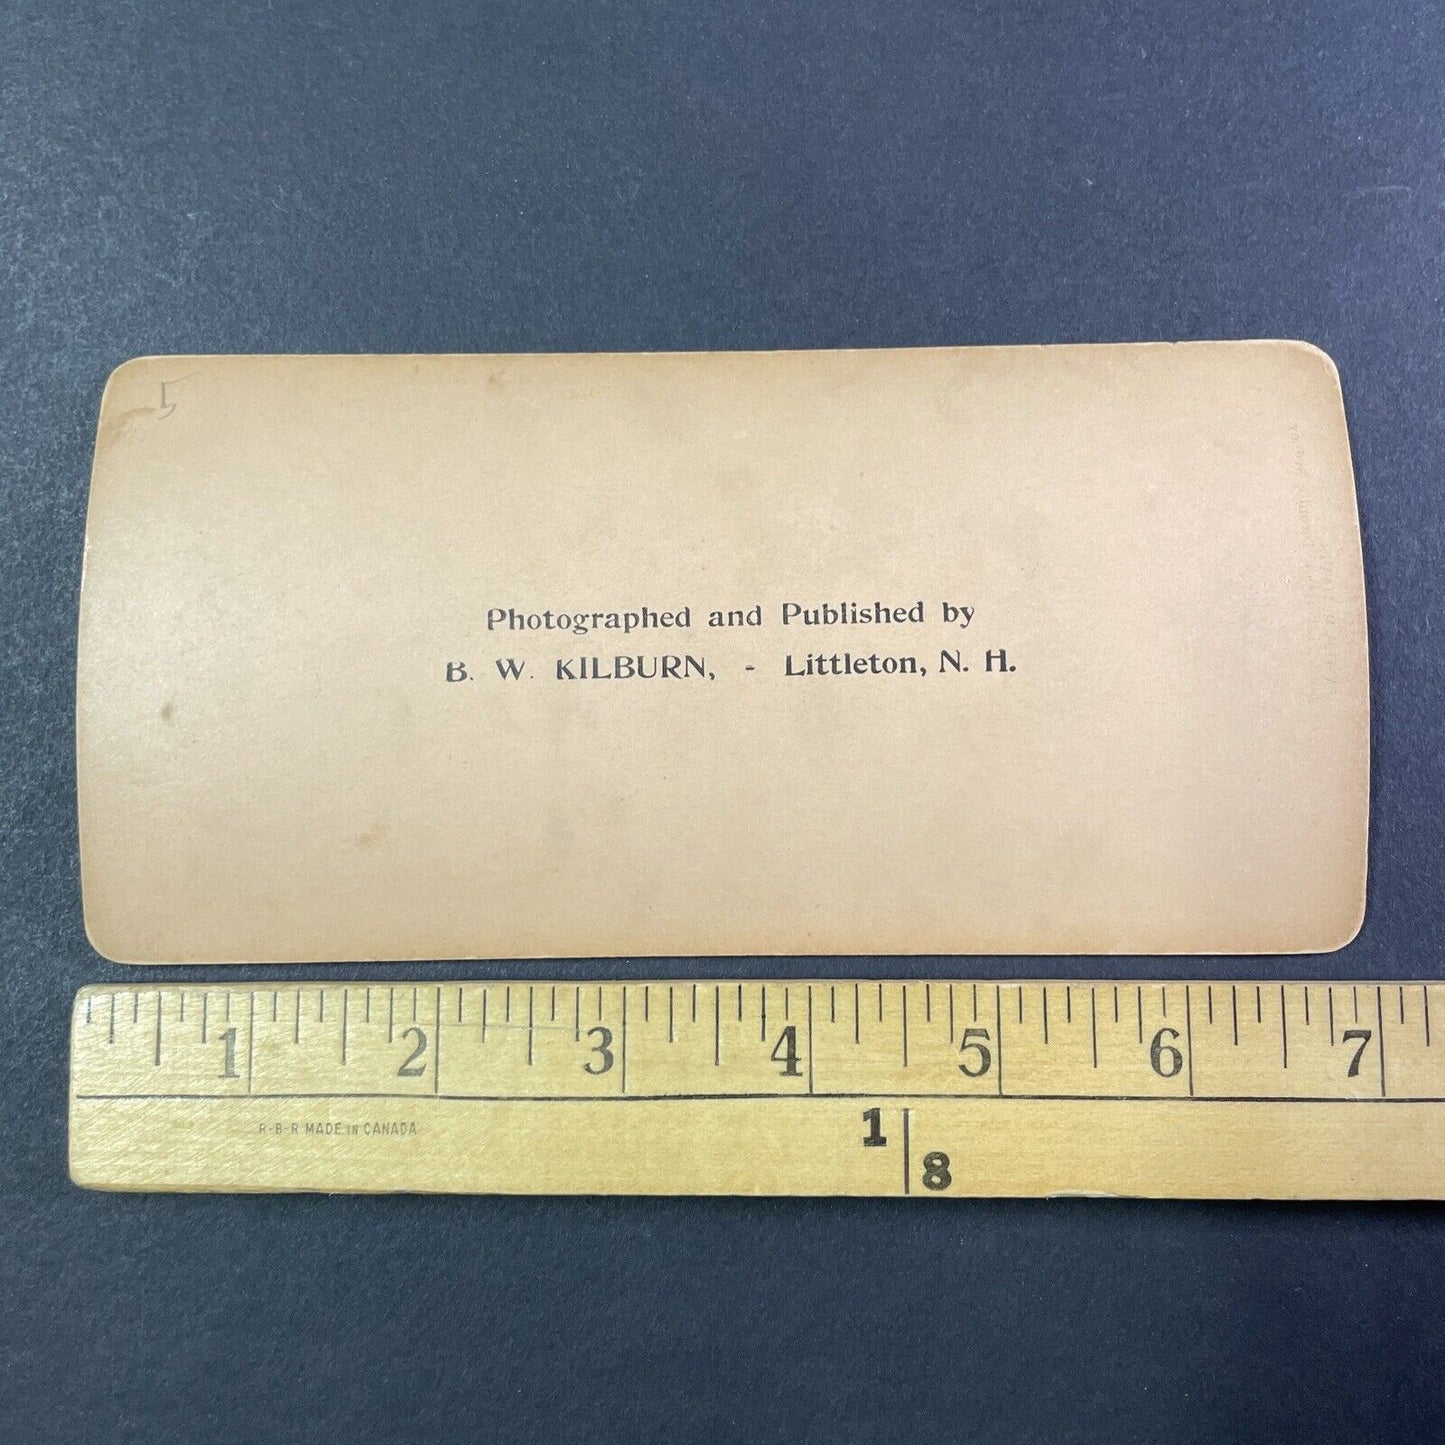 5
Photographed and Published by
B. W. KILBURN, - Littleton, N. H.
1 2 3 4 5 6 7
R-B-R MADE IN CANADA
1
8